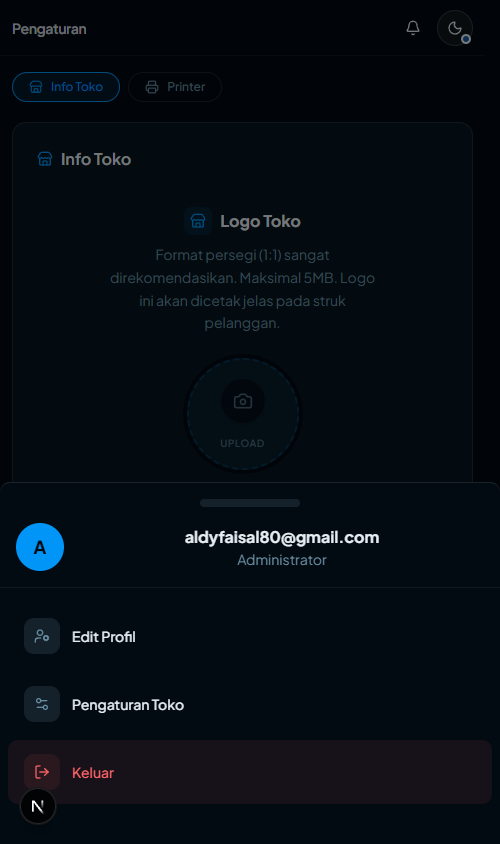 Pengaturan
Info Toko
Printer
Info Toko
Logo Toko
Format persegi (1:1) sangat
direkomendasikan. Maksimal 5MB. Logo
ini akan dicetak jelas pada struk
pelanggan.
UPLOAD
A
aldyfaisal80@gmail.com
Administrator
Edit Profil
Pengaturan Toko
Keluar
N